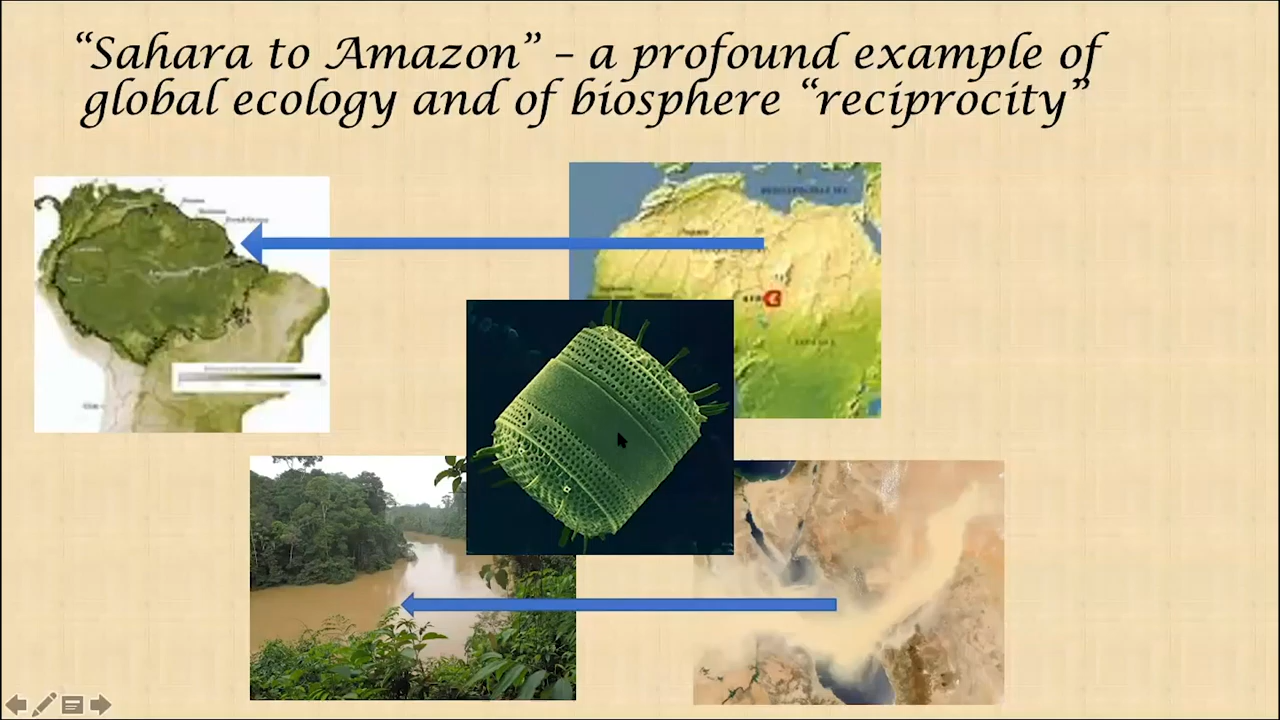 “Sahara to Amazon” – a profound example of
global ecology and of biosphere “reciprocity”